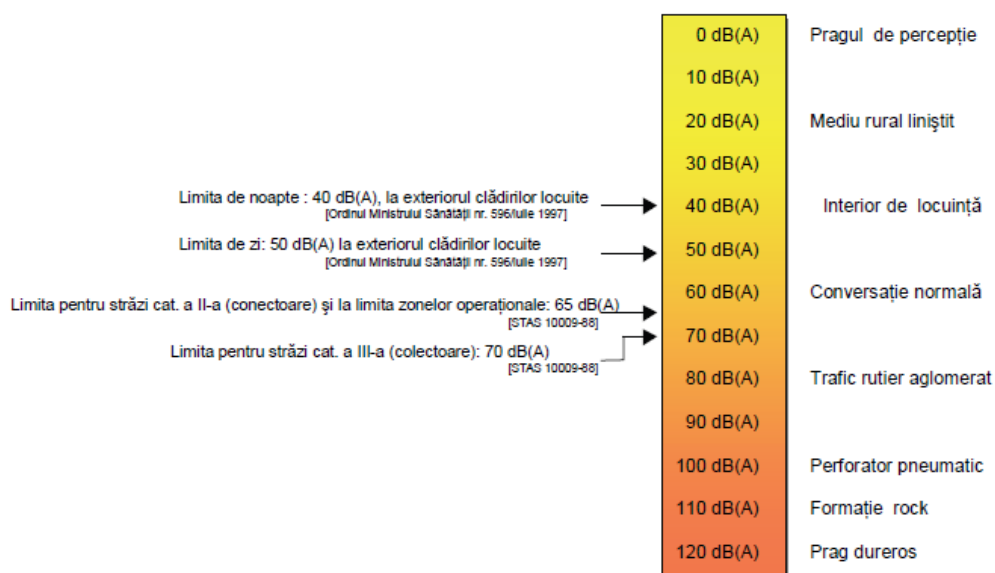 0 dB(A) Pragul de percepție
10 dB(A)
20 dB(A) Mediu rural liniştit
30 dB(A)
Limita de noapte : 40 dB(A), la exteriorul clădirilor locuite
[Ordinul Ministrului Sănătăţii nr. 596/iulie 1997]
40 dB(A) Interior de locuință
Limita de zi: 50 dB(A) la exteriorul clădirilor locuite
[Ordinul Ministrului Sănătăţii nr. 596/iulie 1997]
50 dB(A)
60 dB(A) Conversație normală
Limita pentru străzi cat. a II-a (conectoare) şi la limita zonelor operaționale: 65 dB(A)
[STAS 10009-88]
70 dB(A)
Limita pentru străzi cat. a III-a (colectoare): 70 dB(A)
[STAS 10009-88]
80 dB(A) Trafic rutier aglomerat
90 dB(A)
100 dB(A) Perforator pneumatic
110 dB(A) Formație rock
120 dB(A) Prag dureros